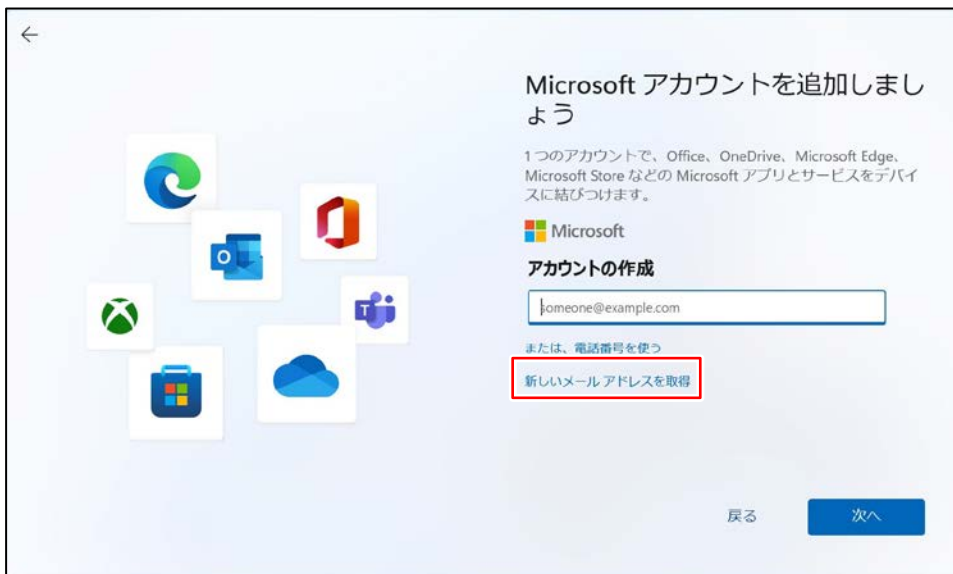 Microsoft アカウントを追加しまし
ょう
1つのアカウントで、Office、OneDrive、Microsoft Edge、
Microsoft Store などの Microsoft アプリとサービスをデバイ
スに結びつけます。
Microsoft
アカウントの作成
someone@example.com
または、電話番号を使う
新しいメール アドレスを取得
戻る
次へ